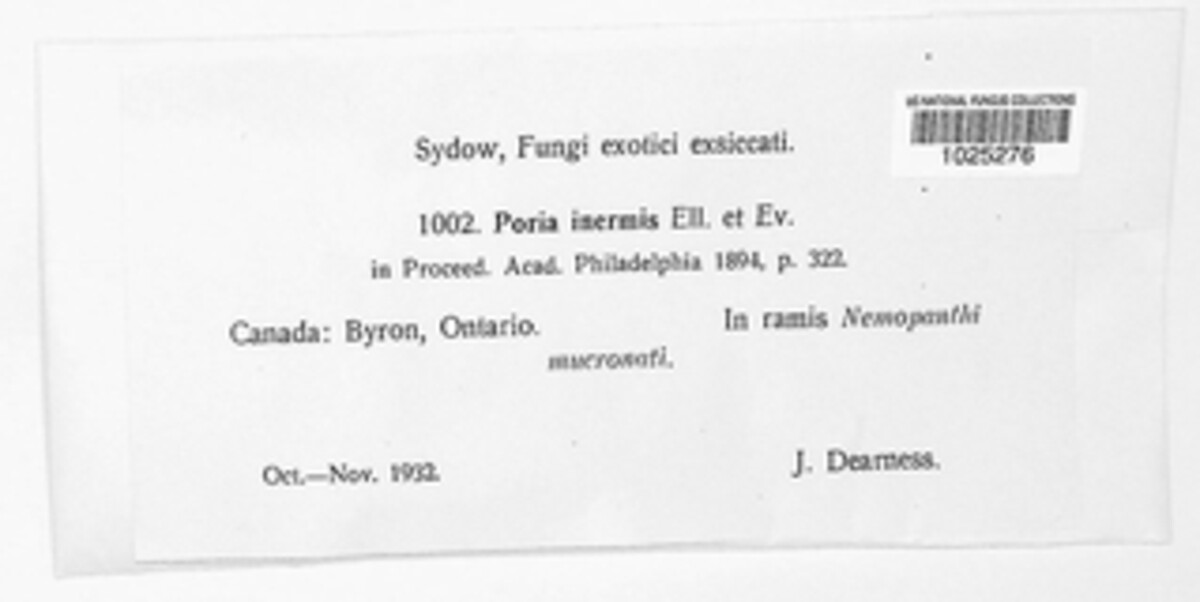 US NATIONAL FUNGUS COLLECTIONS
1025276
Sydow, Fungi exotici exsiccati.
1002. Poria inermis Ell. et Ev.
in Proceed. Acad. Philadelphia 1894, p. 322.
Canada: Byron, Ontario. In ramis Nemopanthi
mucronati.
Oct.—Nov. 1932. J. Dearness.